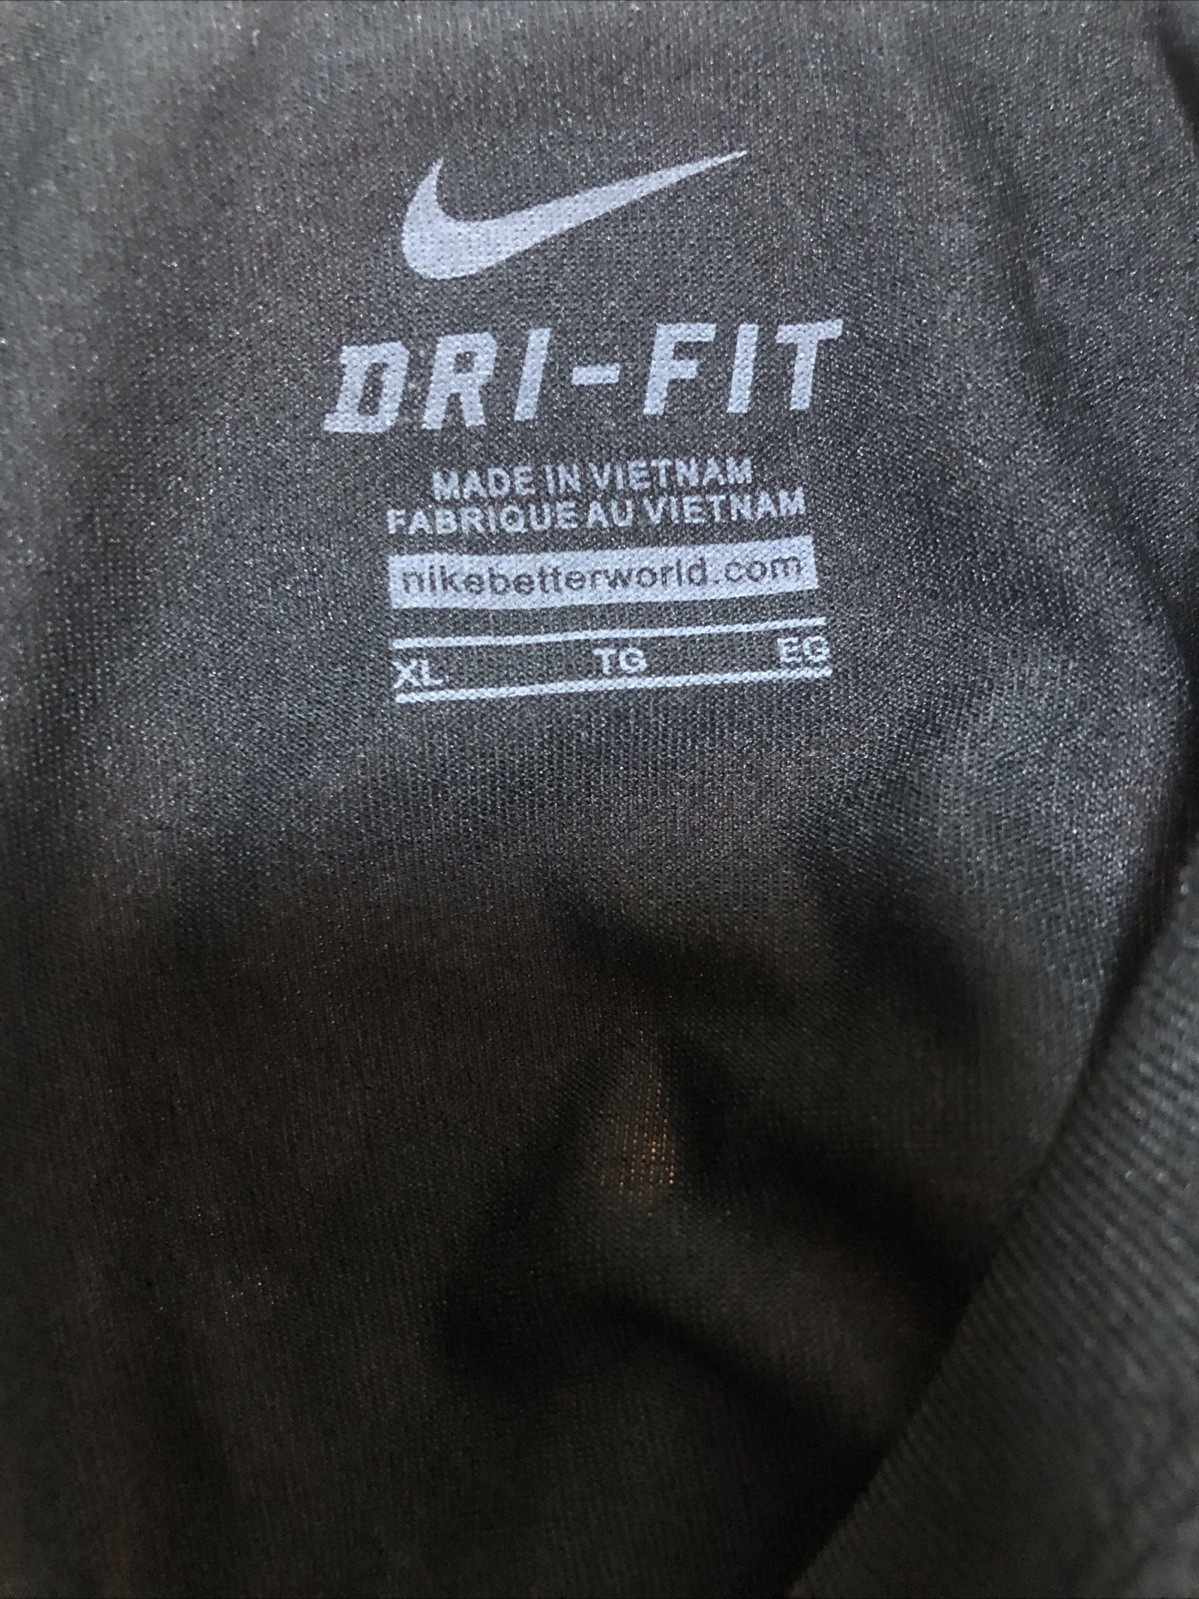 DRI-FIT
MADE IN VIETNAM
FABRIQUE AU VIETNAM
nikebetterworld.com
XL TG EG